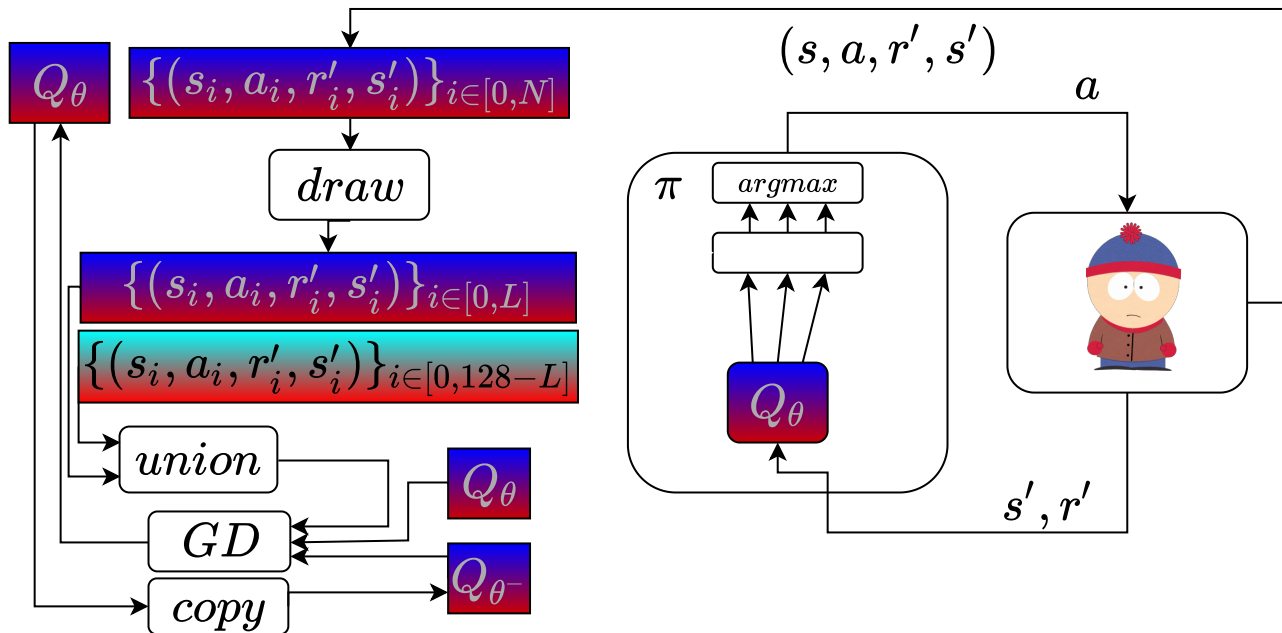 Q_θ
{(s_i, a_i, r′_i, s′_i)}_{i∈[0,N]}
(s, a, r′, s′)
a
draw
π
argmax
{(s_i, a_i, r′_i, s′_i)}_{i∈[0,L]}
{(s_i, a_i, r′_i, s′_i)}_{i∈[0,128−L]}
Q_θ
union
Q_θ
s′, r′
GD
Q_{θ⁻}
copy